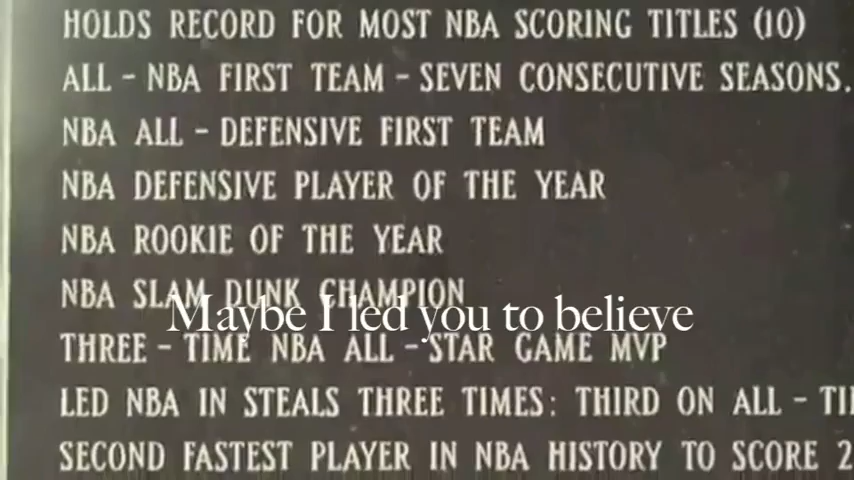 HOLDS RECORD FOR MOST NBA SCORING TITLES (10)
ALL - NBA FIRST TEAM - SEVEN CONSECUTIVE SEASONS.
NBA ALL - DEFENSIVE FIRST TEAM
NBA DEFENSIVE PLAYER OF THE YEAR
NBA ROOKIE OF THE YEAR
NBA SLAM DUNK CHAMPION
Maybe I led you to believe
THREE - TIME NBA ALL - STAR GAME MVP
LED NBA IN STEALS THREE TIMES: THIRD ON ALL -
SECOND FASTEST PLAYER IN NBA HISTORY TO SCORE